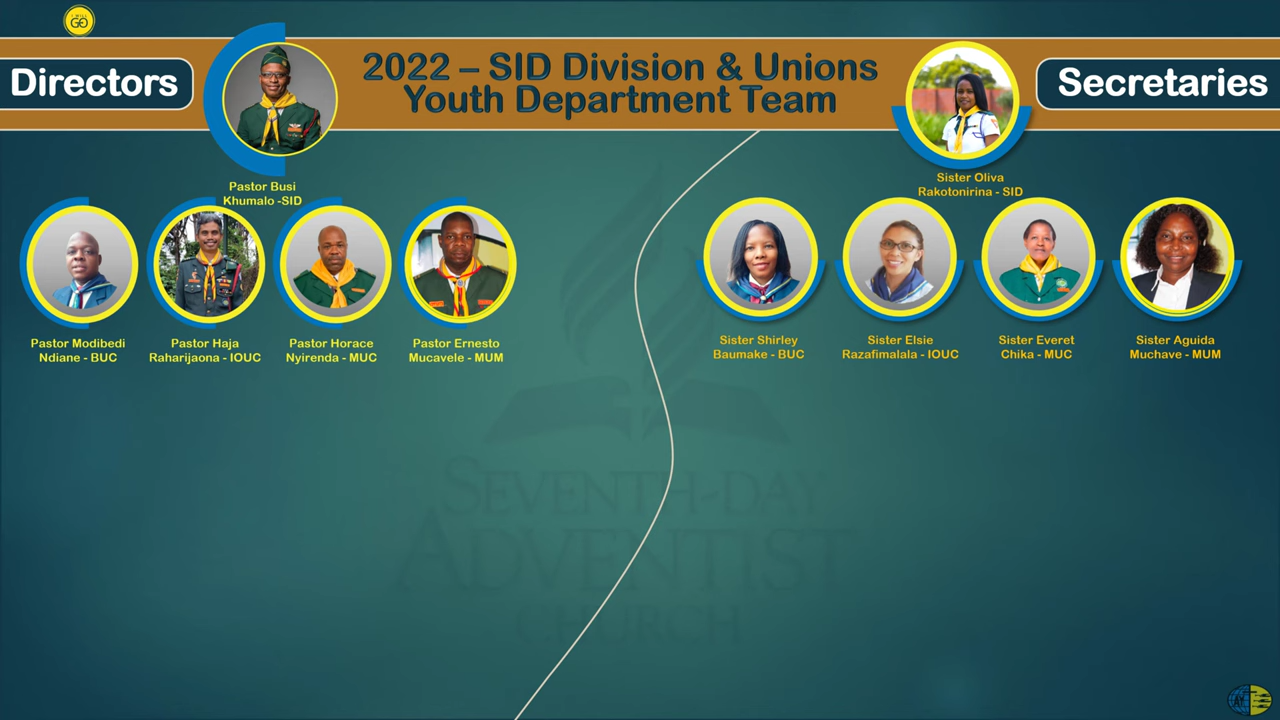 I WILL
GO
Directors
2022 – SID Division & Unions
Youth Department Team
Secretaries
Pastor Busi
Khumalo -SID
Sister Oliva
Rakotonirina - SID
Pastor Modibedi
Ndiane - BUC
Pastor Haja
Raharijaona - IOUC
Pastor Horace
Nyirenda - MUC
Pastor Ernesto
Mucavele - MUM
Sister Shirley
Baumake - BUC
Sister Elsie
Razafimalala - IOUC
Sister Everet
Chika - MUC
Sister Aguida
Muchave - MUM
SEVENTH-DAY
ADVENTIST
CHURCH
AY